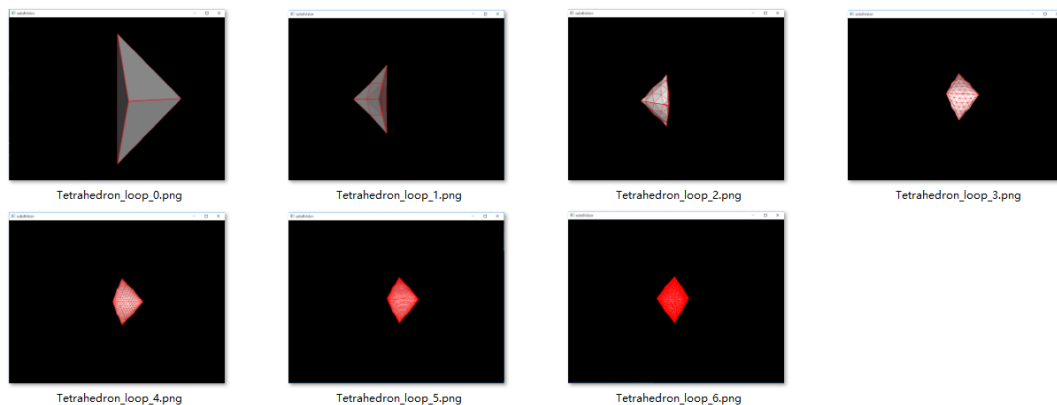 Tetrahedron_loop_0.png
Tetrahedron_loop_1.png
Tetrahedron_loop_2.png
Tetrahedron_loop_3.png
Tetrahedron_loop_4.png
Tetrahedron_loop_5.png
Tetrahedron_loop_6.png